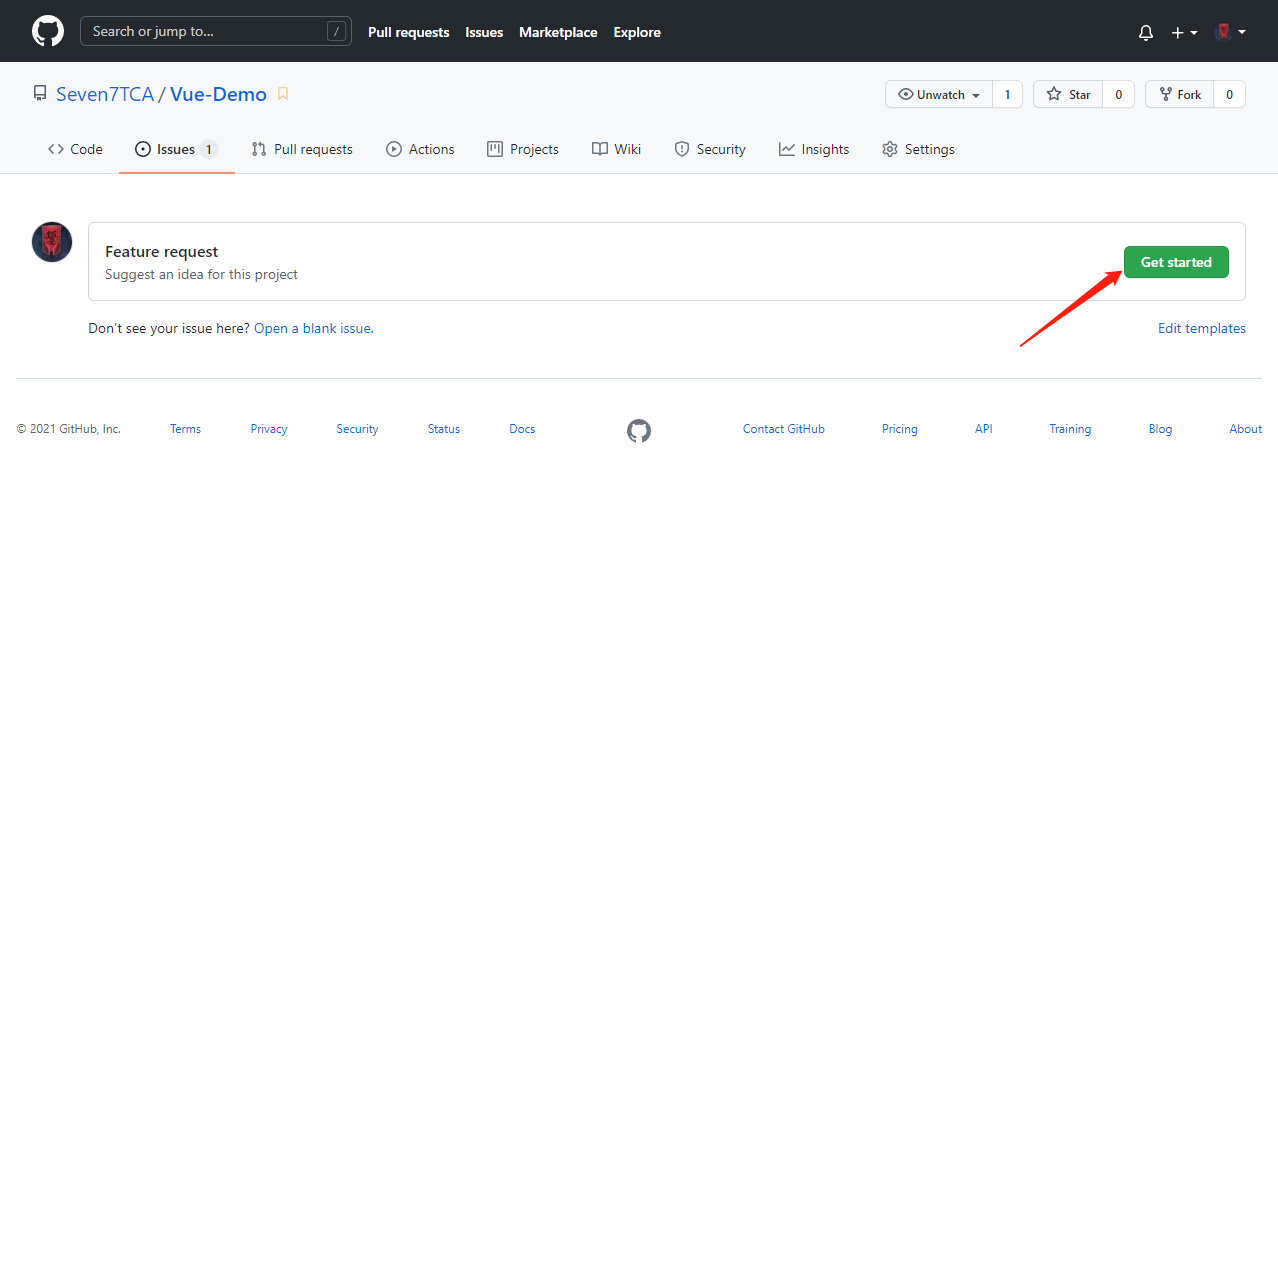 Search or jump to... / Pull requests Issues Marketplace Explore
Seven7TCA / Vue-Demo Unwatch 1 Star 0 Fork 0
Code Issues 1 Pull requests Actions Projects Wiki Security Insights Settings
Feature request
Suggest an idea for this project
Get started
Don't see your issue here? Open a blank issue. Edit templates
© 2021 GitHub, Inc. Terms Privacy Security Status Docs Contact GitHub Pricing API Training Blog About